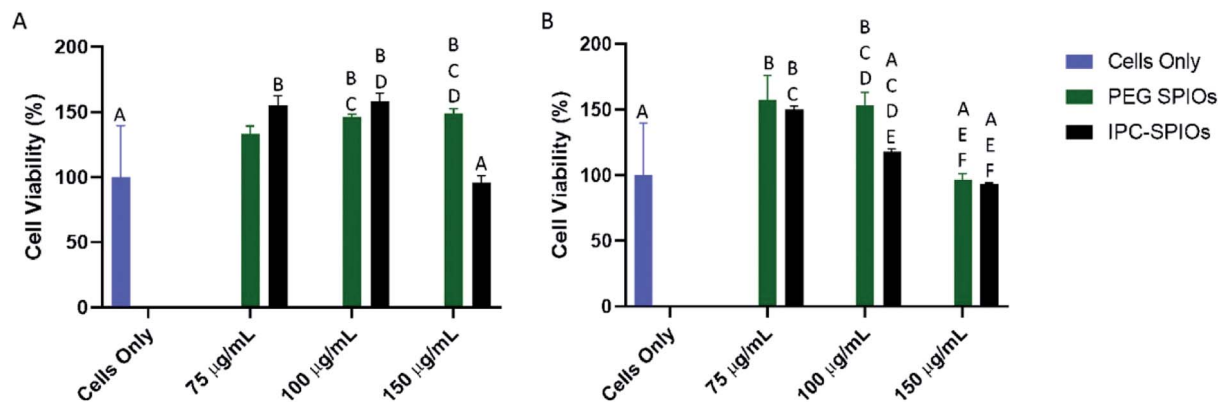 A
Cell Viability (%)
200
150
100
50
0
A
B
B
C
B
D
B
C
D
A
Cells Only
75 µg/mL
100 µg/mL
150 µg/mL
B
Cell Viability (%)
200
150
100
50
0
A
B
B
C
B
C
D
A
C
D
E
A
E
F
A
E
F
Cells Only
75 µg/mL
100 µg/mL
150 µg/mL
Cells Only
PEG SPIOs
IPC-SPIOs